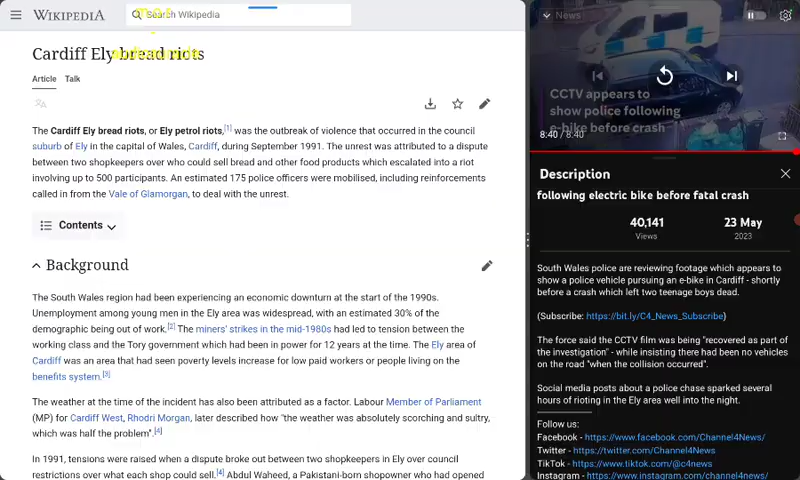 WIKIPEDIA
Search Wikipedia
Cardiff Ely bread riots
Article Talk
The Cardiff Ely bread riots, or Ely petrol riots,[1] was the outbreak of violence that occurred in the council
suburb of Ely in the capital of Wales, Cardiff, during September 1991. The unrest was attributed to a dispute
between two shopkeepers over who could sell bread and other food products which escalated into a riot
involving up to 500 participants. An estimated 175 police officers were mobilised, including reinforcements
called in from the Vale of Glamorgan, to deal with the unrest.
Contents
Background
The South Wales region had been experiencing an economic downturn at the start of the 1990s.
Unemployment among young men in the Ely area was widespread, with an estimated 30% of the
demographic being out of work.[2] The miners' strikes in the mid-1980s had led to tension between the
working class and the Tory government which had been in power for 12 years at the time. The Ely area of
Cardiff was an area that had seen poverty levels increase for low paid workers or people living on the
benefits system.[3]
The weather at the time of the incident has also been attributed as a factor. Labour Member of Parliament
(MP) for Cardiff West, Rhodri Morgan, later described how "the weather was absolutely scorching and sultry,
which was half the problem".[4]
In 1991, tensions were raised when a dispute broke out between two shopkeepers in Ely over council
restrictions over what each shop could sell.[4] Abdul Waheed, a Pakistani-born shopowner who had opened
News
CCTV appears to
show police following
e-bike before crash
8:40 / 8:40
Description
following electric bike before fatal crash
40,141 23 May
Views 2023
South Wales police are reviewing footage which appears to
show a police vehicle pursuing an e-bike in Cardiff - shortly
before a crash which left two teenage boys dead.
(Subscribe: https://bit.ly/C4_News_Subscribe)
The force said the CCTV film was being "recovered as part of
the investigation" - while insisting there had been no vehicles
on the road "when the collision occurred".
Social media posts about a police chase sparked several
hours of rioting in the Ely area well into the night.
Follow us:
Facebook - https://www.facebook.com/Channel4News/
Twitter - https://twitter.com/Channel4News
TikTok - https://www.tiktok.com/@c4news
Instagram - https://www.instagram.com/channel4news/